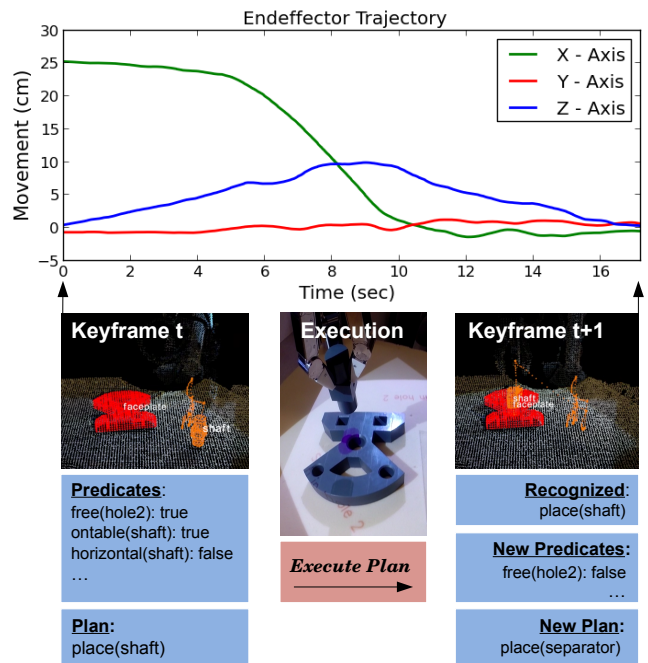 Endeffector Trajectory
30
25
20
15
10
5
0
−5
Movement (cm)
X - Axis
Y - Axis
Z - Axis
0 2 4 6 8 10 12 14 16
Time (sec)
Keyframe t
faceplate
shaft
Execution
hole 2
Keyframe t+1
shaft
faceplate
Predicates:
free(hole2): true
ontable(shaft): true
horizontal(shaft): false
...
Plan:
place(shaft)
Execute Plan
Recognized:
place(shaft)
New Predicates:
free(hole2): false
...
New Plan:
place(separator)